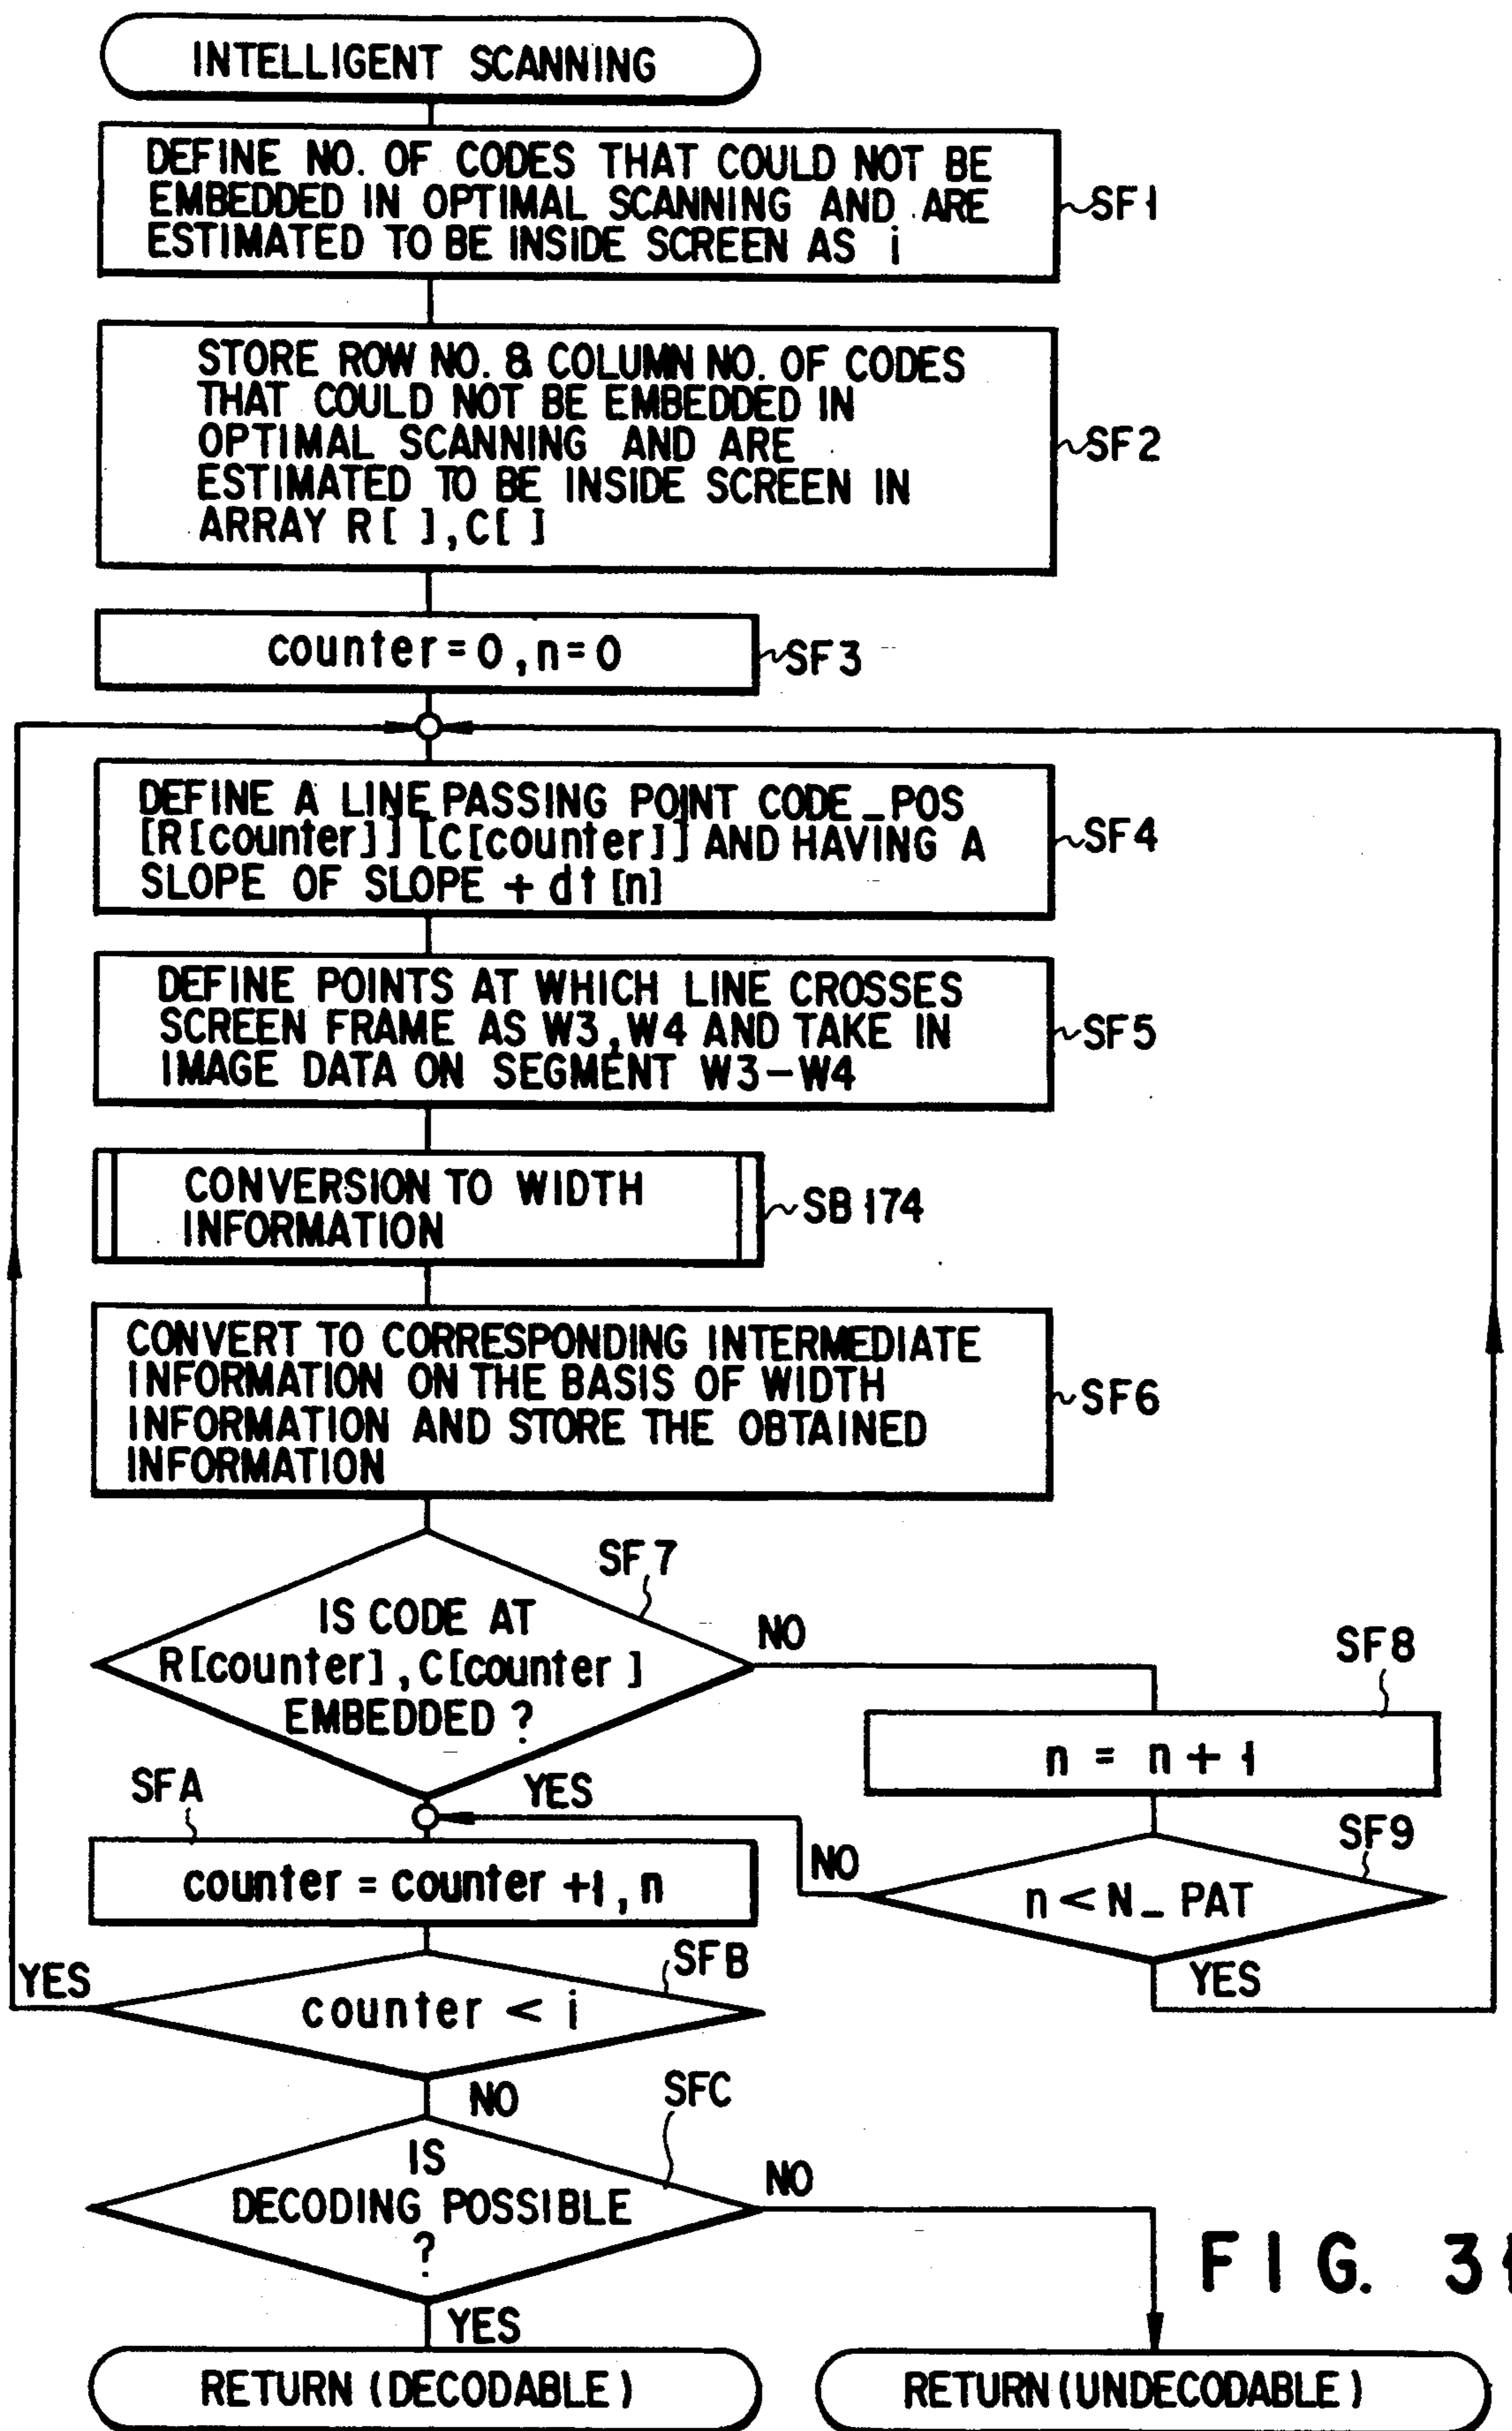 INTELLIGENT SCANNING
DEFINE NO. OF CODES THAT COULD NOT BE
EMBEDDED IN OPTIMAL SCANNING AND ARE
ESTIMATED TO BE INSIDE SCREEN AS i
SF1
STORE ROW NO. & COLUMN NO. OF CODES
THAT COULD NOT BE EMBEDDED IN
OPTIMAL SCANNING AND ARE
ESTIMATED TO BE INSIDE SCREEN IN
ARRAY R[ ],C[ ]
SF2
counter=0,n=0
SF3
DEFINE A LINE PASSING POINT CODE_POS
[R[counter]] [C[counter]] AND HAVING A
SLOPE OF SLOPE + dt [n]
SF4
DEFINE POINTS AT WHICH LINE CROSSES
SCREEN FRAME AS W3,W4 AND TAKE IN
IMAGE DATA ON SEGMENT W3-W4
SF5
CONVERSION TO WIDTH
INFORMATION
SB174
CONVERT TO CORRESPONDING INTERMEDIATE
INFORMATION ON THE BASIS OF WIDTH
INFORMATION AND STORE THE OBTAINED
INFORMATION
SF6
SF7
IS CODE AT
R[counter],C[counter]
EMBEDDED ?
NO
SF8
n = n+1
YES
SFA
counter = counter +1, n
SF9
n < N_PAT
NO
YES
SFB
counter < i
YES
NO
SFC
IS
DECODING POSSIBLE
?
NO
YES
RETURN (DECODABLE)
RETURN (UNDECODABLE)
FIG. 3